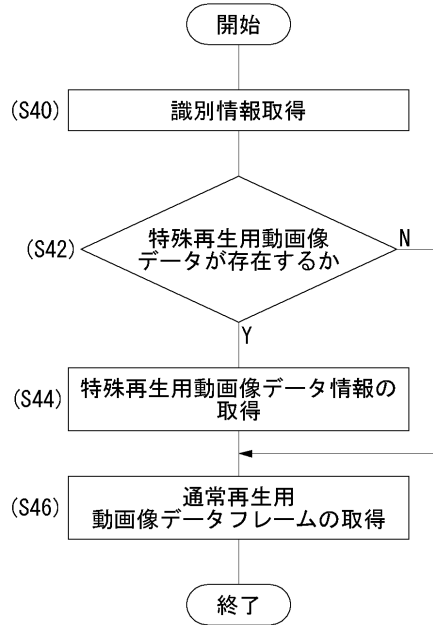 開始
(S40)
識別情報取得
(S42)
特殊再生用動画像
データが存在するか
N
Y
(S44)
特殊再生用動画像データ情報の
取得
(S46)
通常再生用
動画像データフレームの取得
終了